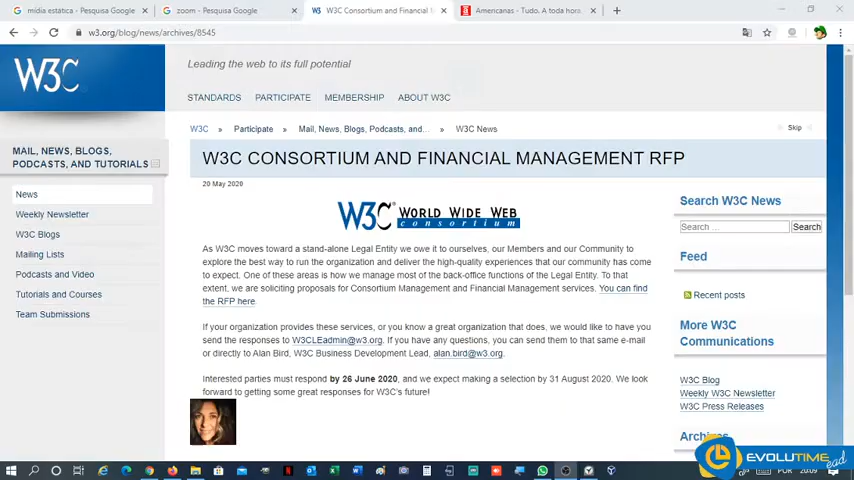 mídia estática - Pesquisa Google
zoom - Pesquisa Google
W3C Consortium and Financial M
Americanas - Tudo. A toda hora
w3.org/blog/news/archives/8545
W3C
Leading the web to its full potential
STANDARDS PARTICIPATE MEMBERSHIP ABOUT W3C
W3C » Participate » Mail, News, Blogs, Podcasts, and… » W3C News
Skip
MAIL, NEWS, BLOGS,
PODCASTS, AND TUTORIALS
News
Weekly Newsletter
W3C Blogs
Mailing Lists
Podcasts and Video
Tutorials and Courses
Team Submissions
W3C CONSORTIUM AND FINANCIAL MANAGEMENT RFP
20 May 2020
W3C WORLD WIDE WEB
consortium
As W3C moves toward a stand-alone Legal Entity we owe it to ourselves, our Members and our Community to
explore the best way to run the organization and deliver the high-quality experiences that our community has come
to expect. One of these areas is how we manage most of the back-office functions of the Legal Entity. To that
extent, we are soliciting proposals for Consortium Management and Financial Management services. You can find
the RFP here.
If your organization provides these services, or you know a great organization that does, we would like to have you
send the responses to W3CLEadmin@w3.org. If you have any questions, you can send them to that same e-mail
or directly to Alan Bird, W3C Business Development Lead, alan.bird@w3.org.
Interested parties must respond by 26 June 2020, and we expect making a selection by 31 August 2020. We look
forward to getting some great responses for W3C's future!
Search W3C News
Search ...
Search
Feed
Recent posts
More W3C
Communications
W3C Blog
Weekly W3C Newsletter
W3C Press Releases
Archives
EVOLUTIME
ead
POR
20:09